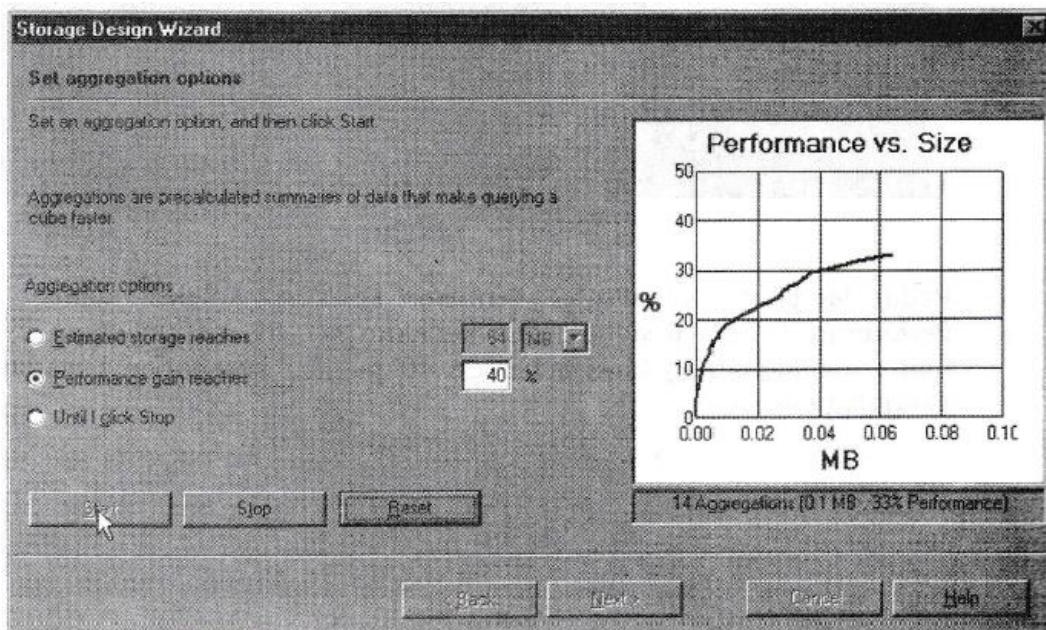 Storage Design Wizard
Set aggregation options
Set an aggregation option, and then click Start.
Aggregations are precalculated summaries of data that make querying a
cube faster.
Aggregation options
Estimated storage reaches 64 MB
Performance gain reaches 40 %
Until I click Stop
Start Stop Reset
Performance vs. Size
50
40
30
20
10
0
%
0.00 0.02 0.04 0.06 0.08 0.10
MB
14 Aggregations (0.1 MB, 33% Performance)
< Back Next > Cancel Help